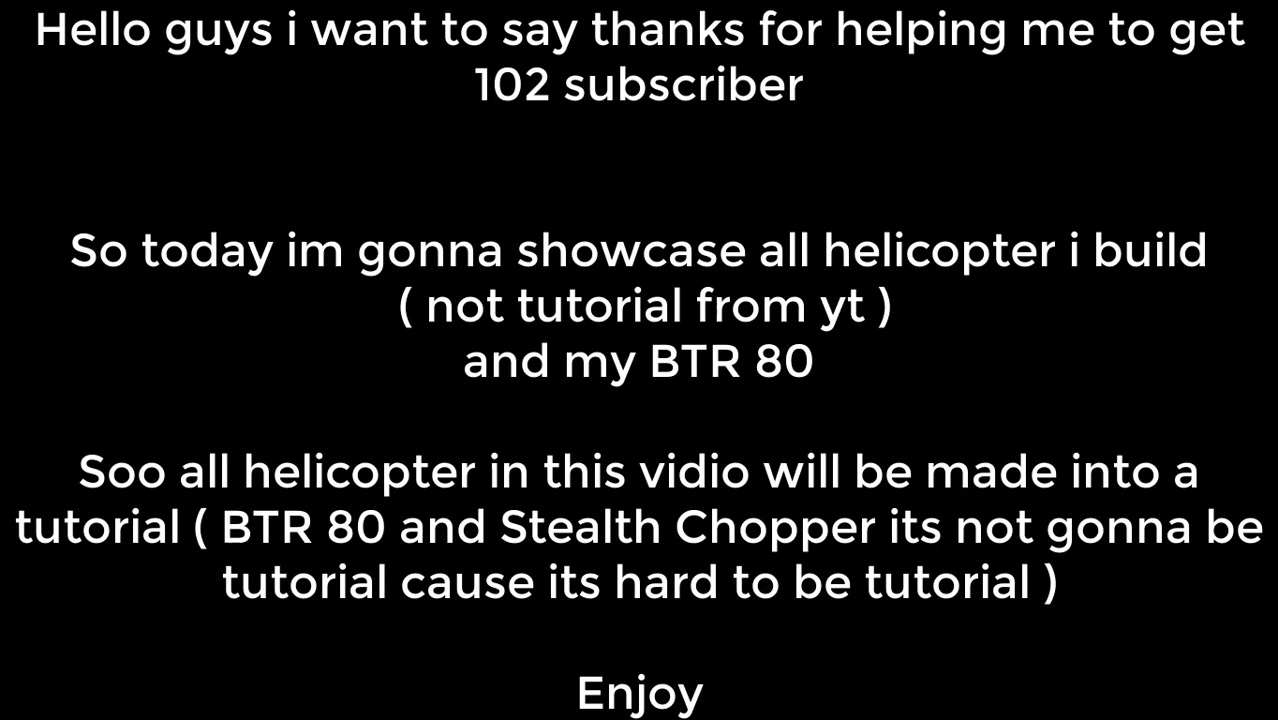 Hello guys i want to say thanks for helping me to get
102 subscriber
So today im gonna showcase all helicopter i build
( not tutorial from yt )
and my BTR 80
Soo all helicopter in this vidio will be made into a
tutorial ( BTR 80 and Stealth Chopper its not gonna be
tutorial cause its hard to be tutorial )
Enjoy